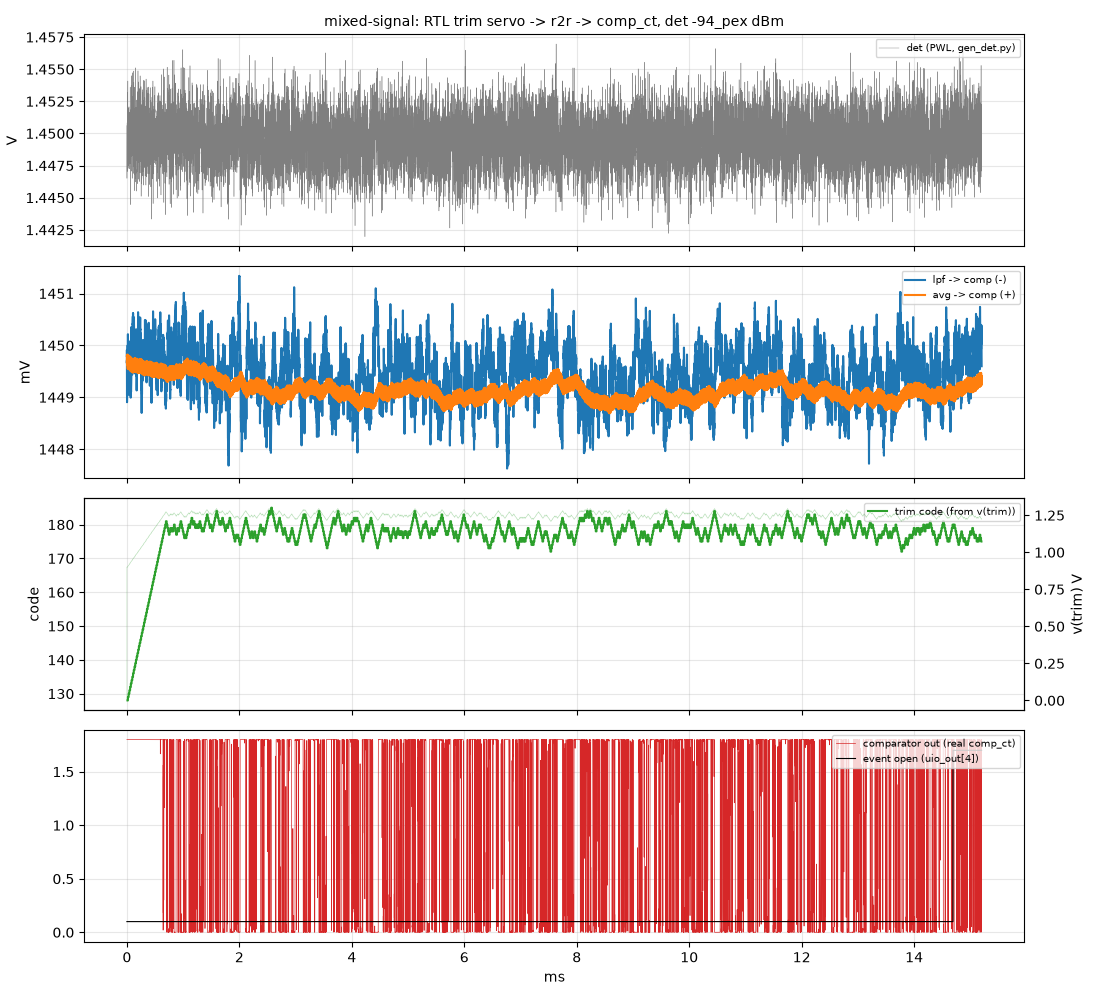 mixed-signal: RTL trim servo -> r2r -> comp_ct, det -94_pex dBm
1.4575
1.4550
1.4525
1.4500
1.4475
1.4450
1.4425
V
det (PWL, gen_det.py)
1451
1450
1449
1448
mV
lpf -> comp (-)
avg -> comp (+)
180
170
160
150
140
130
code
trim code (from v(trim))
1.25
1.00
0.75
0.50
0.25
0.00
v(trim) V
1.5
1.0
0.5
0.0
comparator out (real comp_ct)
event open (uio_out[4])
0 2 4 6 8 10 12 14
ms